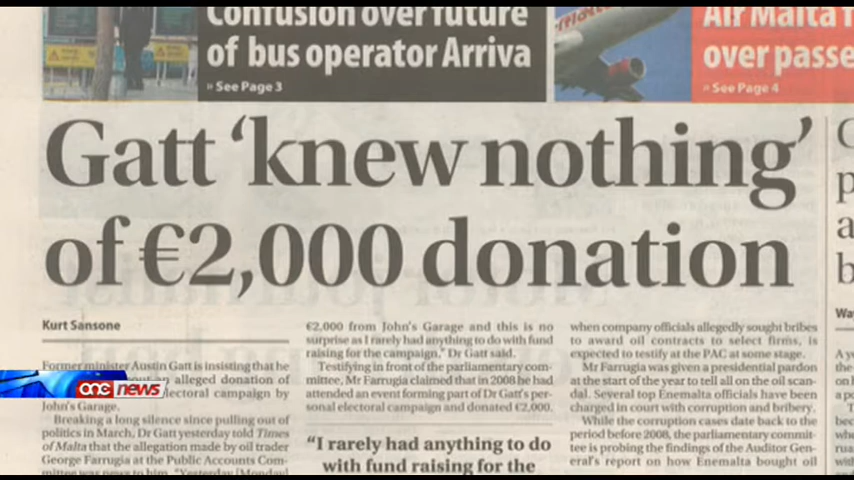 Confusion over future
of bus operator Arriva
» See Page 3
Air Malta
over passe
» See Page 4
Gatt ‘knew nothing’
of €2,000 donation
Kurt Sansone
Former minister Austin Gatt is insisting that he
alleged donation of
electoral campaign by
John's Garage.
Breaking a long silence since pulling out of
politics in March, Dr Gatt yesterday told Times
of Malta that the allegation made by oil trader
George Farrugia at the Public Accounts Com-
mittee was news to him. "Yesterday [Monday]
€2,000 from John's Garage and this is no
surprise as I rarely had anything to do with fund
raising for the campaign," Dr Gatt said.
Testifying in front of the parliamentary com-
mittee, Mr Farrugia claimed that in 2008 he had
attended an event forming part of Dr Gatt's per-
sonal electoral campaign and donated €2,000.
“I rarely had anything to do
with fund raising for the
when company officials allegedly sought bribes
to award oil contracts to select firms, is
expected to testify at the PAC at some stage.
Mr Farrugia was given a presidential pardon
at the start of the year to tell all on the oil scan-
dal. Several top Enemalta officials have been
charged in court with corruption and bribery.
While the corruption cases date back to the
period before 2008, the parliamentary commit-
tee is probing the findings of the Auditor Gen-
eral's report on how Enemalta bought oil
one news